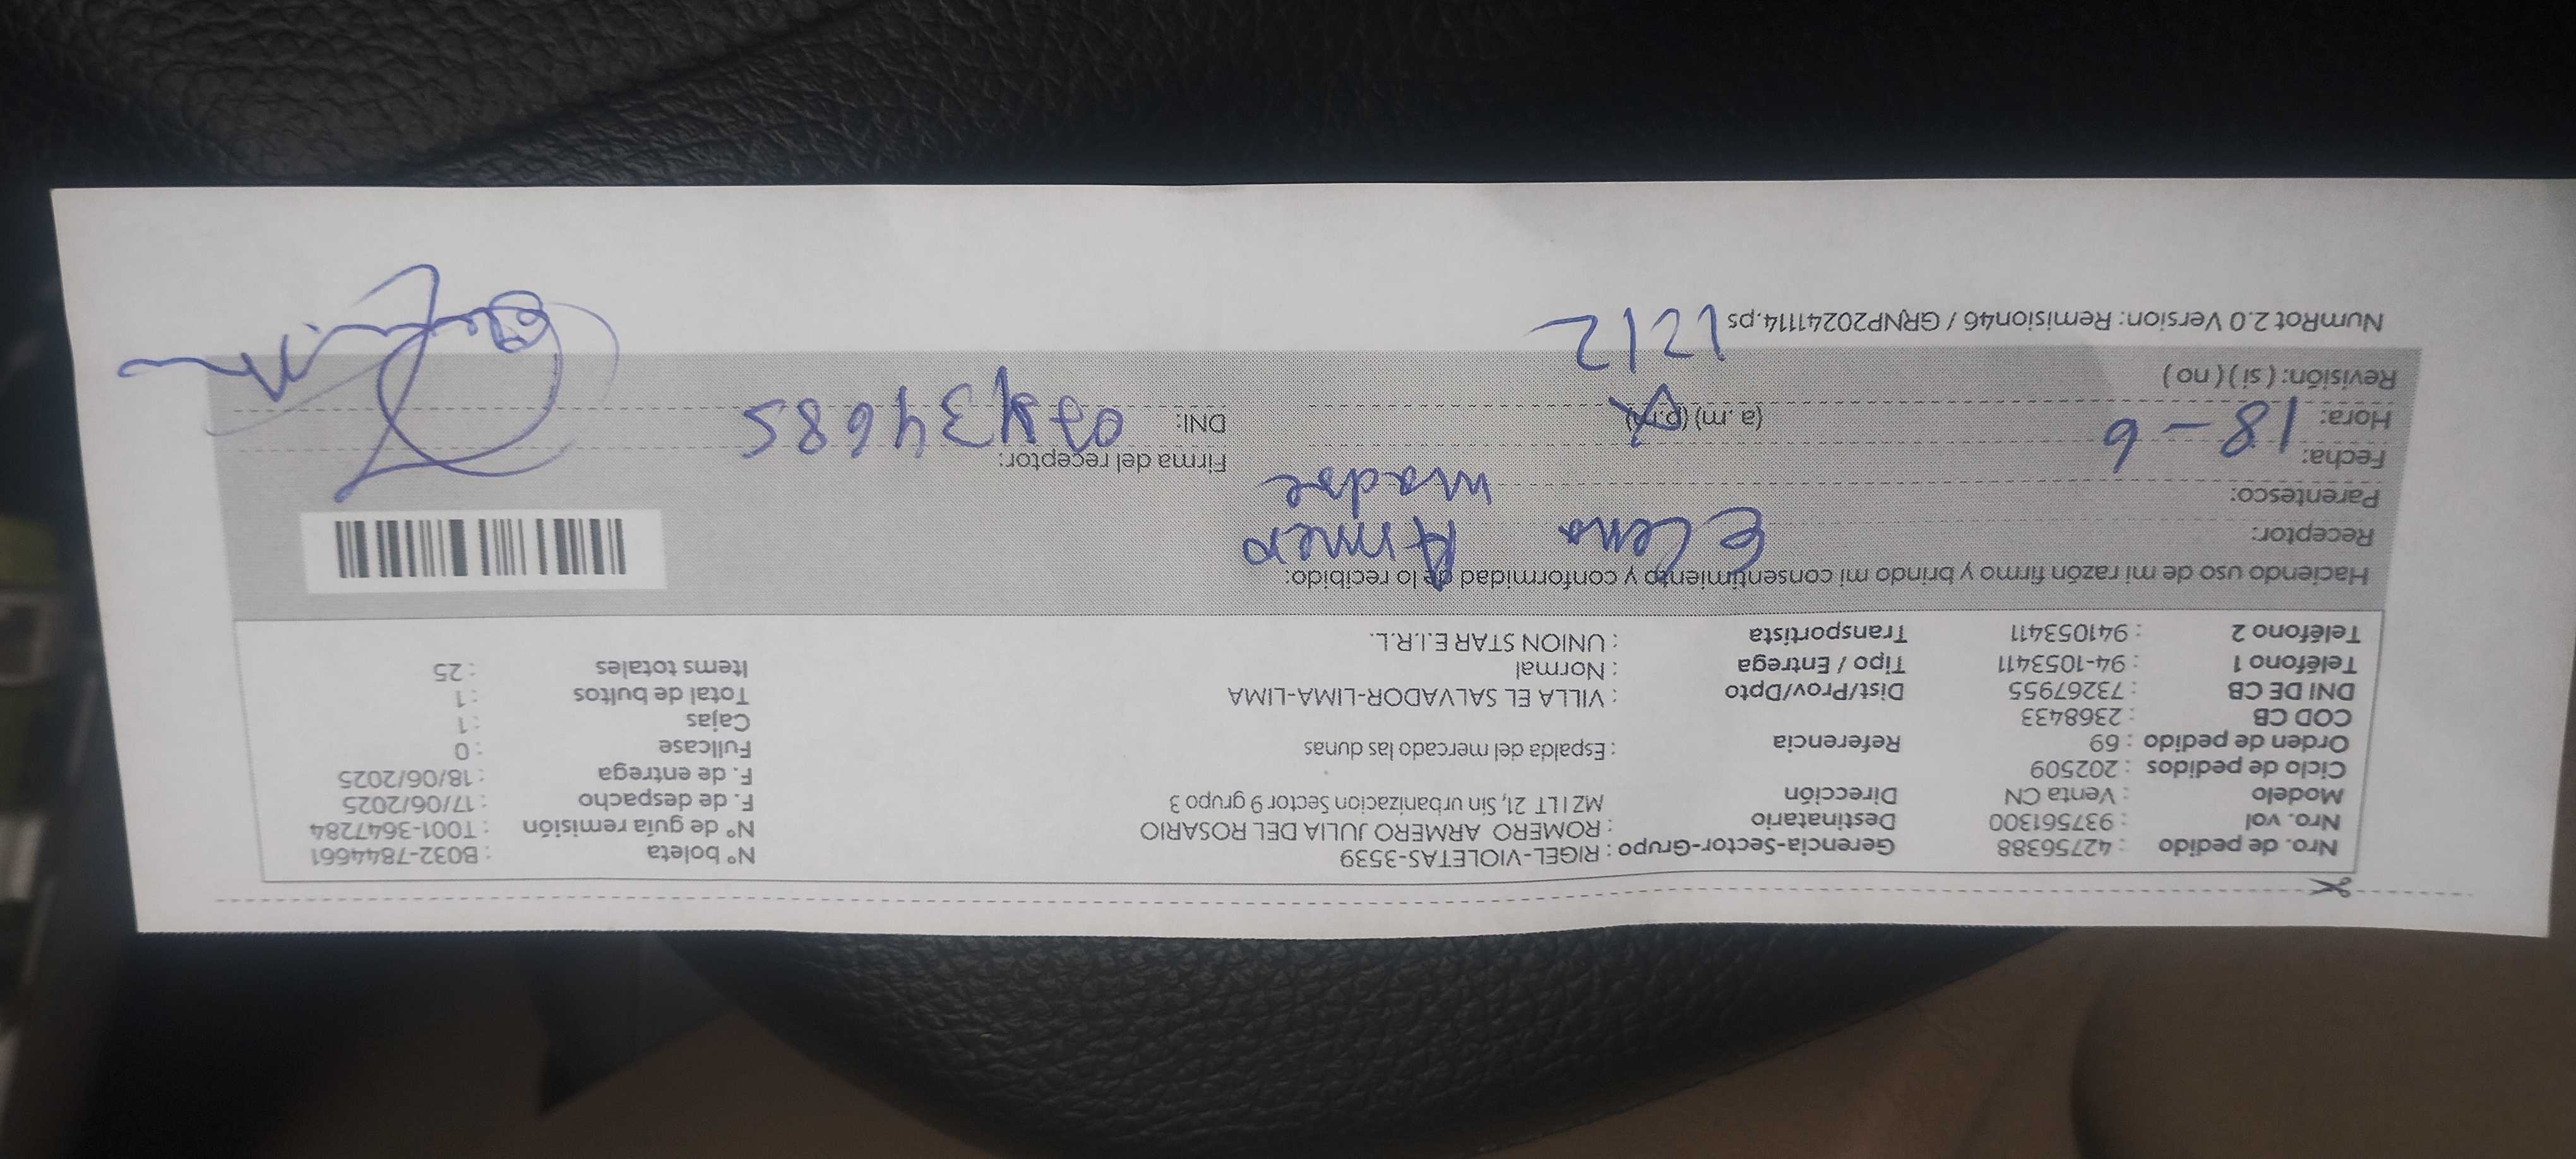 Nro. de pedido : 42756388 Gerencia-Sector-Grupo : RIGEL-VIOLETAS-3539 N° boleta : B032-7844661
Nro. vol : 937561300 Destinatario : ROMERO ARMERO JULIA DEL ROSARIO N° de guía remisión : T001-3647284
Modelo : Venta CN Dirección MZ I LT 21, Sin urbanizacion Sector 9 grupo 3 F. de despacho : 17/06/2025
Ciclo de pedidos : 202509 F. de entrega : 18/06/2025
Orden de pedido : 69 Referencia : Espalda del mercado las dunas Fullcase : 0
COD CB : 2368433 Cajas : 1
DNI DE CB : 73267955 Dist/Prov/Dpto : VILLA EL SALVADOR-LIMA-LIMA Total de bultos : 1
Teléfono 1 : 94-1053411 Tipo / Entrega : Normal Items totales : 25
Teléfono 2 : 941053411 Transportista : UNION STAR E.I.R.L.
Haciendo uso de mi razón firmo y brindo mi consentimiento y conformidad de lo recibido:
Receptor: Elena Armero
Parentesco: madre
Fecha: 18-6 Firma del receptor:
Hora: (a.m) (p.m) DNI:
Revisión: ( si ) ( no ) 1212
NumRot 2.0 Version: Remision46 / GRNP20241114.ps